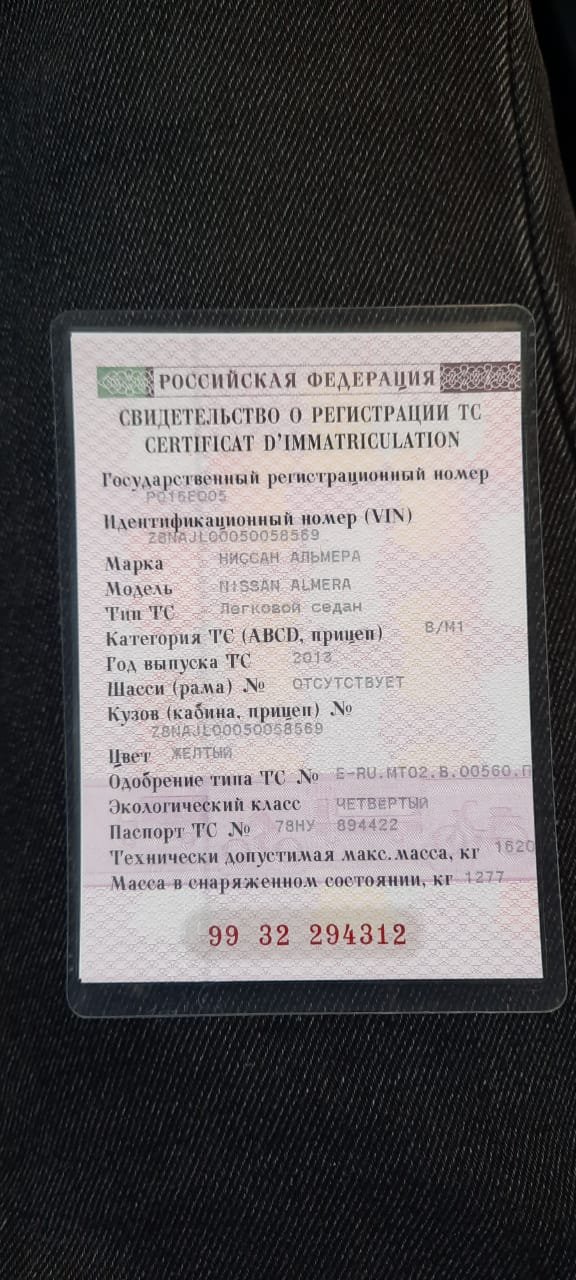 РОССИЙСКАЯ ФЕДЕРАЦИЯ
СВИДЕТЕЛЬСТВО О РЕГИСТРАЦИИ ТС
CERTIFICAT D'IMMATRICULATION
Государственный регистрационный номер
Р016ЕО05
Идентификационный номер (VIN)
Z8NAJL00050058569
Марка НИССАН АЛЬМЕРА
Модель NISSAN ALMERA
Тип ТС Легковой седан
Категория ТС (ABCD, прицеп) B/M1
Год выпуска ТС 2013
Шасси (рама) № ОТСУТСТВУЕТ
Кузов (кабина, прицеп) №
Z8NAJL00050058569
Цвет ЖЕЛТЫЙ
Одобрение типа ТС № E-RU.MT02.B.00560.П
Экологический класс ЧЕТВЕРТЫЙ
Паспорт ТС № 78НУ 894422
Технически допустимая макс. масса, кг 1620
Масса в снаряженном состоянии, кг 1277
99 32 294312